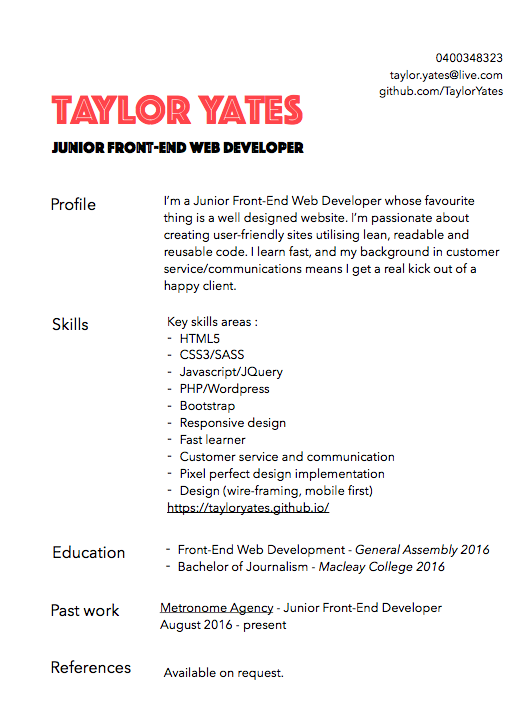 0400348323
taylor.yates@live.com
github.com/TaylorYates
TAYLOR YATES
JUNIOR FRONT-END WEB DEVELOPER
Profile
I'm a Junior Front-End Web Developer whose favourite
thing is a well designed website. I'm passionate about
creating user-friendly sites utilising lean, readable and
reusable code. I learn fast, and my background in customer
service/communications means I get a real kick out of a
happy client.
Skills
Key skills areas :
- HTML5
- CSS3/SASS
- Javascript/JQuery
- PHP/Wordpress
- Bootstrap
- Responsive design
- Fast learner
- Customer service and communication
- Pixel perfect design implementation
- Design (wire-framing, mobile first)
https://tayloryates.github.io/
Education
- Front-End Web Development - General Assembly 2016
- Bachelor of Journalism - Macleay College 2016
Past work
Metronome Agency - Junior Front-End Developer
August 2016 - present
References
Available on request.